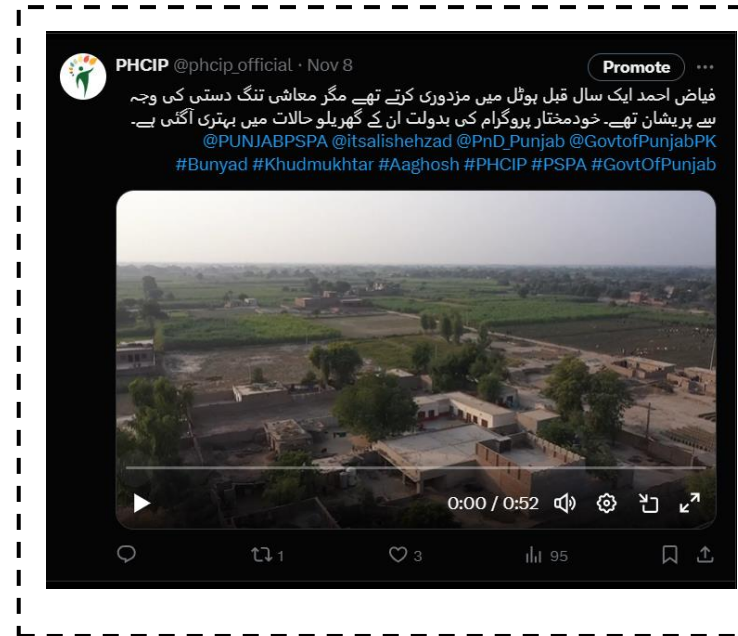 PHCIP @phcip_official · Nov 8
Promote
فیاض احمد ایک سال قبل ہوٹل میں مزدوری کرتے تھے مگر معاشی تنگ دستی کی وجہ
سے پریشان تھے۔ خودمختار پروگرام کی بدولت ان کے گھریلو حالات میں بہتری آگئی ہے۔
@PUNJABPSPA @itsalishehzad @PnD_Punjab @GovtofPunjabPK
#Bunyad #Khudmukhtar #Aaghosh #PHCIP #PSPA #GovtOfPunjab
0:00 / 0:52
1
3
95